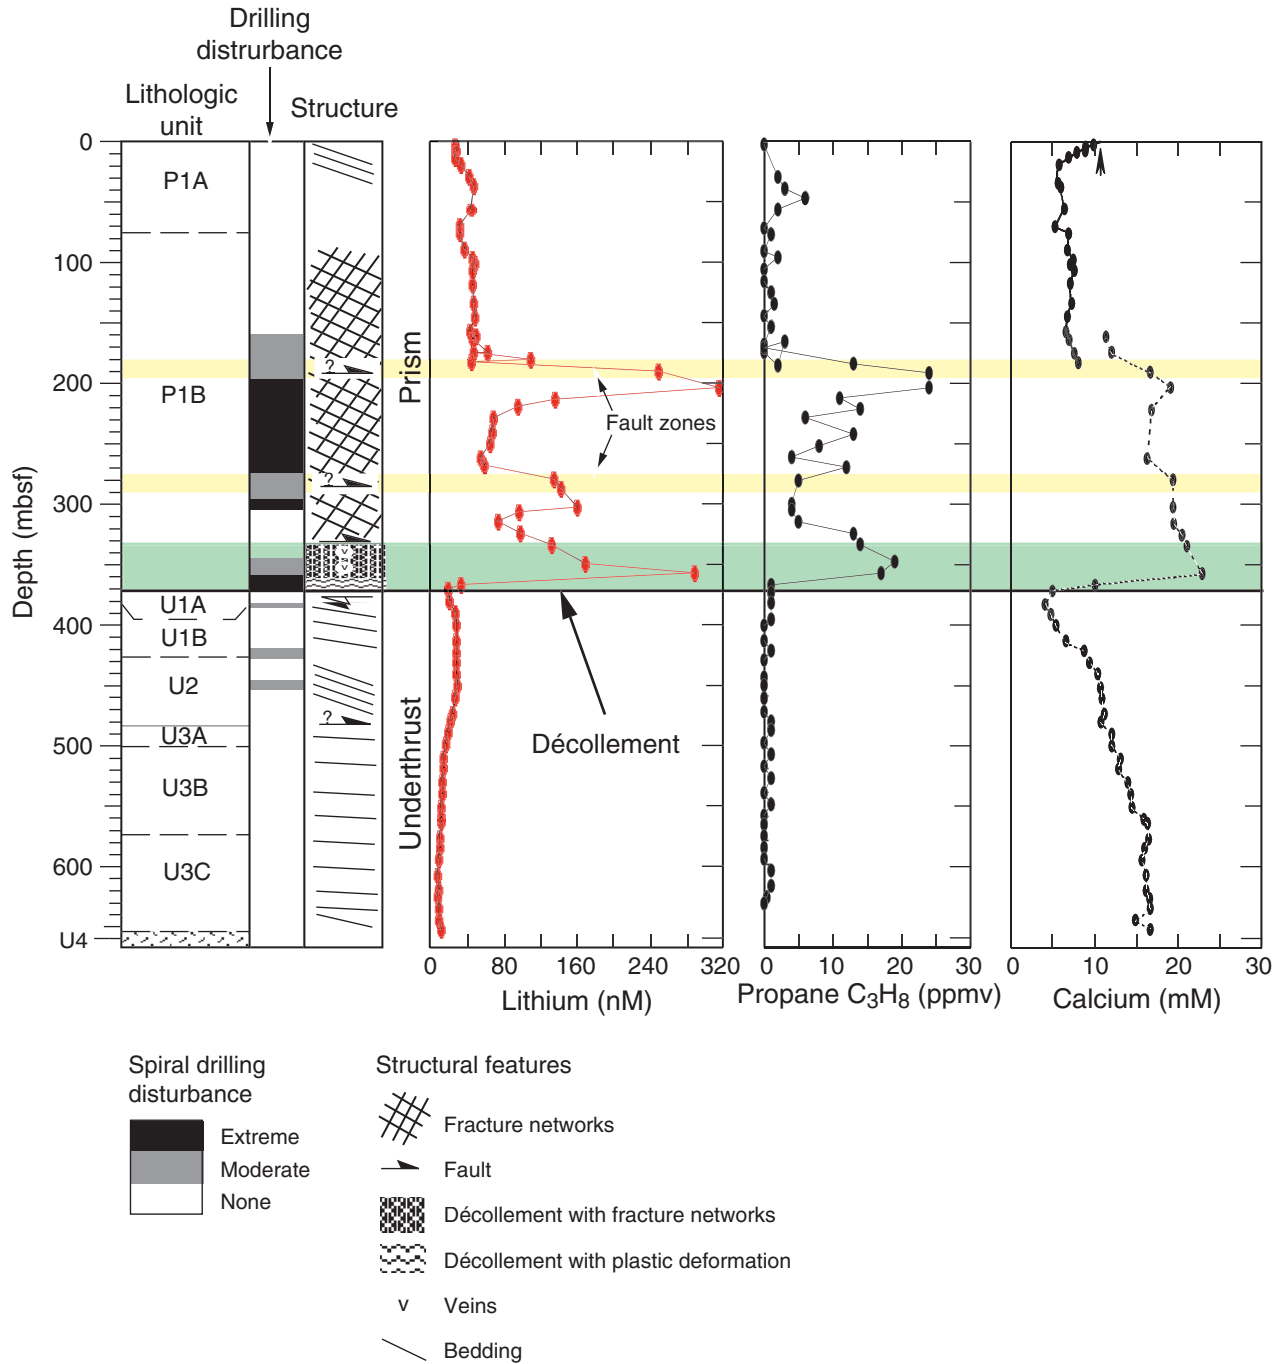 Drilling
distrurbance
Lithologic
unit
Structure
0
100
200
300
400
500
600
U4
Depth (mbsf)
P1A
P1B
U1A
U1B
U2
U3A
U3B
U3C
?
?
v
v
?
Prism
Underthrust
Fault zones
Décollement
0 80 160 240 320
Lithium (nM)
0 10 20 30
Propane C₃H₈ (ppmv)
0 10 20 30
Calcium (mM)
Spiral drilling
disturbance
Extreme
Moderate
None
Structural features
Fracture networks
Fault
Décollement with fracture networks
Décollement with plastic deformation
v Veins
Bedding